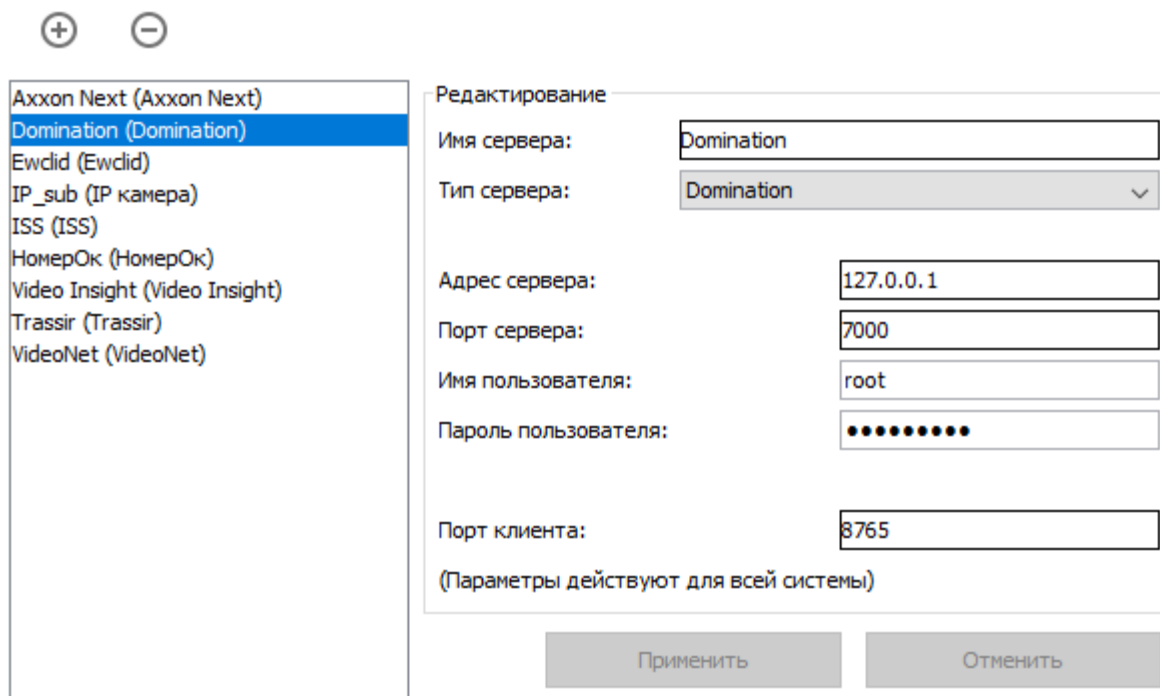 Axxon Next (Axxon Next)
Domination (Domination)
Ewclid (Ewclid)
IP_sub (IP камера)
ISS (ISS)
НомерОк (НомерОк)
Video Insight (Video Insight)
Trassir (Trassir)
VideoNet (VideoNet)
Редактирование
Имя сервера: Domination
Тип сервера: Domination
Адрес сервера: 127.0.0.1
Порт сервера: 7000
Имя пользователя: root
Пароль пользователя: ●●●●●●●●●
Порт клиента: 8765
(Параметры действуют для всей системы)
Применить Отменить